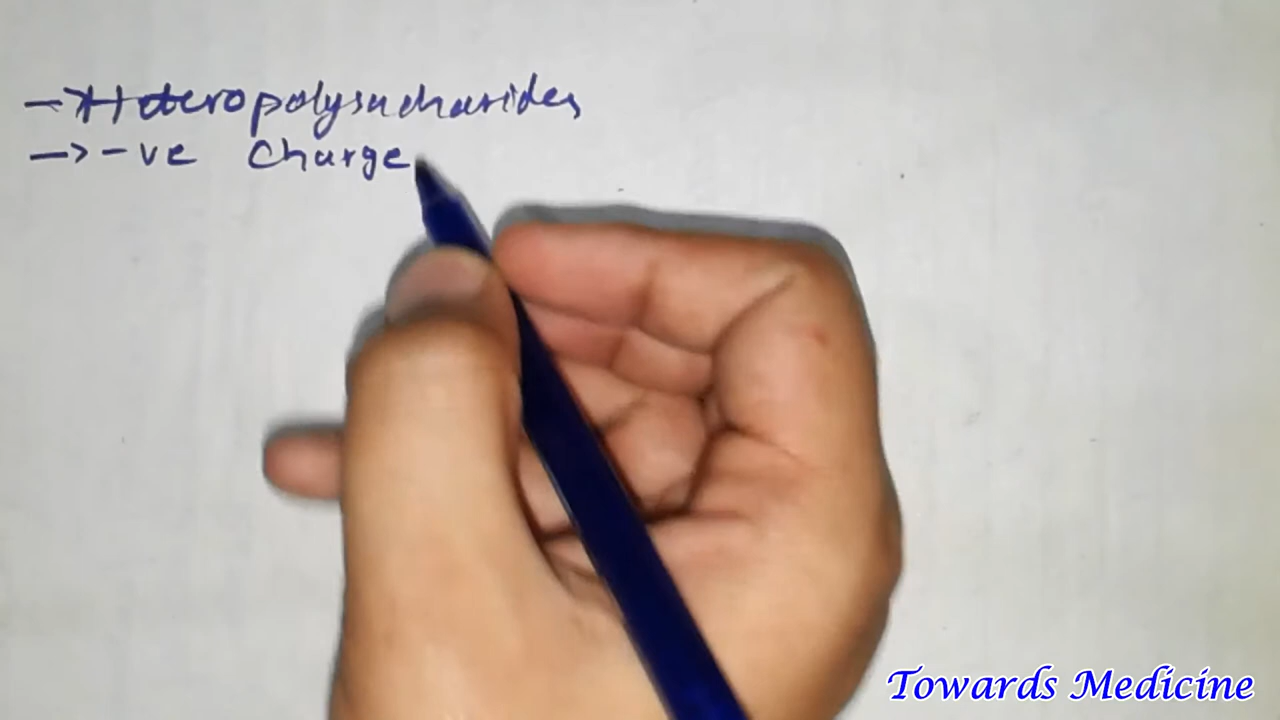 → Heteropolysaccharides
→ -ve charge
Towards Medicine